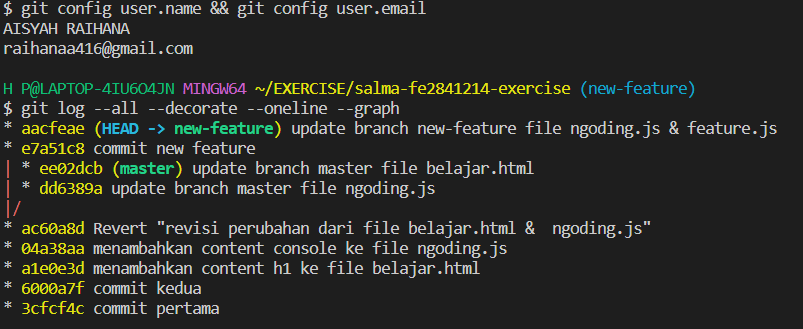 $ git config user.name && git config user.email
AISYAH RAIHANA
raihanaa416@gmail.com
H P@LAPTOP-4IU6O4JN MINGW64 ~/EXERCISE/salma-fe2841214-exercise (new-feature)
$ git log --all --decorate --oneline --graph
* aacfeae (HEAD -> new-feature) update branch new-feature file ngoding.js & feature.js
* e7a51c8 commit new feature
| * ee02dcb (master) update branch master file belajar.html
| * dd6389a update branch master file ngoding.js
|/
* ac60a8d Revert "revisi perubahan dari file belajar.html &  ngoding.js"
* 04a38aa menambahkan content console ke file ngoding.js
* a1e0e3d menambahkan content h1 ke file belajar.html
* 6000a7f commit kedua
* 3cfcf4c commit pertama